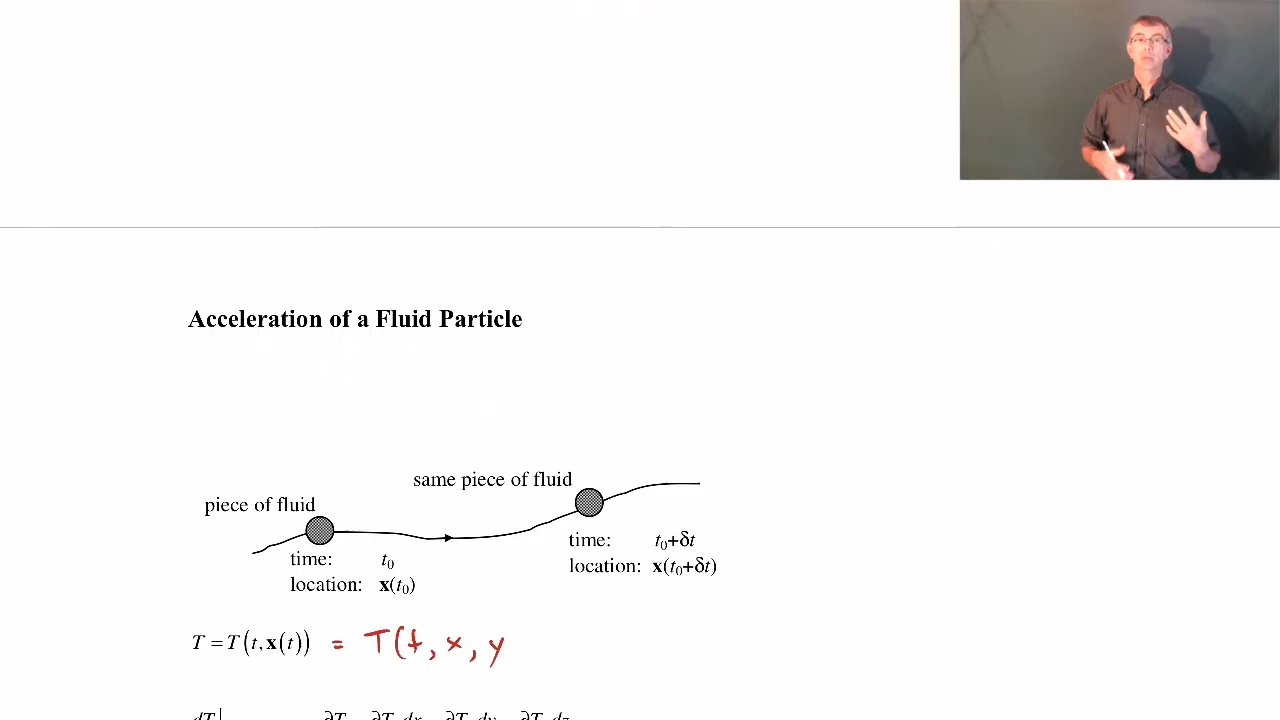 Acceleration of a Fluid Particle
same piece of fluid
piece of fluid
time: t₀+δt
location: x(t₀+δt)
time: t₀
location: x(t₀)
T = T(t, x(t)) = T(t, x, y